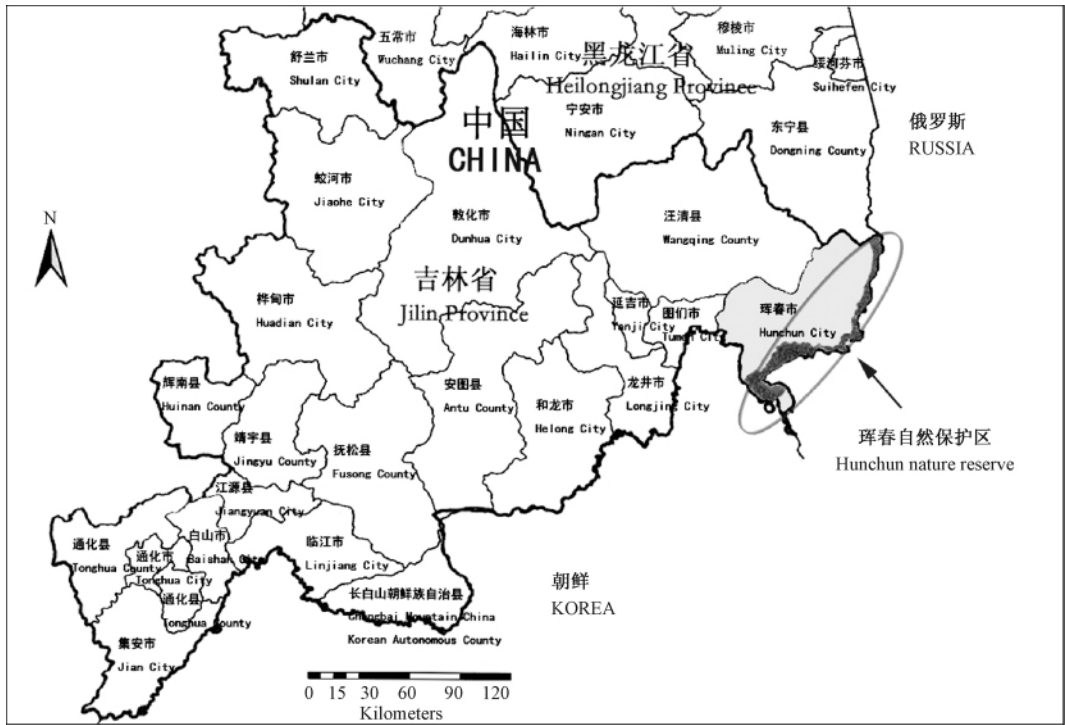 五常市
Wuchang City
海林市
Hailin City
穆棱市
Muling City
舒兰市
Shulan City
黑龙江省
Heilongjiang Province
绥芬市
Suihefen City
宁安市
Ningan City
中国
CHINA
东宁县
Dongning County
俄罗斯
RUSSIA
蛟河市
Jiaohe City
N
敦化市
Dunhua City
汪清县
Wangqing County
吉林省
Jilin Province
桦甸市
Huadian City
延吉市
Yanji City
图们市
Tumen City
珲春市
Hunchun City
辉南县
Huinan County
安图县
Antu County
和龙市
Helong City
龙井市
Longjing City
靖宇县
Jingyu County
抚松县
Fusong County
珲春自然保护区
Hunchun nature reserve
江源县
Jiangyuan City
通化县
Tonghua County
白山市
Baishan City
通化市
Tonghua City
临江市
Linjiang City
通化县
Tonghua County
朝鲜
KOREA
长白山朝鲜族自治县
Changbai Mountain China
Korean Autonomous County
集安市
Jian City
0 15 30 60 90 120
Kilometers